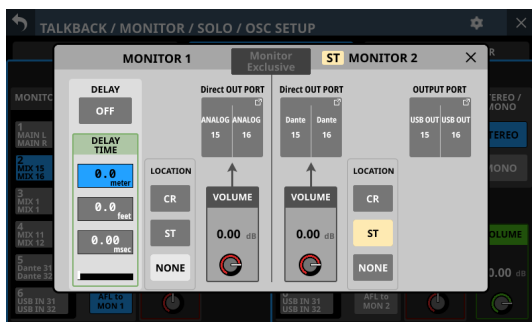 TALKBACK / MONITOR / SOLO / OSC SETUP
MONITOR 1
Monitor
Exclusive
ST MONITOR 2
DELAY
OFF
DELAY
TIME
0.0
meter
0.0
feet
0.00
msec
LOCATION
CR
ST
NONE
Direct OUT PORT
ANALOG ANALOG
15 16
VOLUME
0.00 dB
Direct OUT PORT
Dante Dante
15 16
VOLUME
0.00 dB
LOCATION
CR
ST
NONE
OUTPUT PORT
USB OUT USB OUT
15 16
MONITO
1
MAIN L
MAIN R
2
MIX 15
MIX 16
3
MIX 1
MIX 1
4
MIX 11
MIX 12
5
Dante 31
Dante 32
6
USB IN 31
USB IN 32
AFL to
MON 1
USB IN 31
USB IN 32
AFL to
MON 2
R
EREO /
MONO
TEREO
MONO
OLUME
0.00 dB